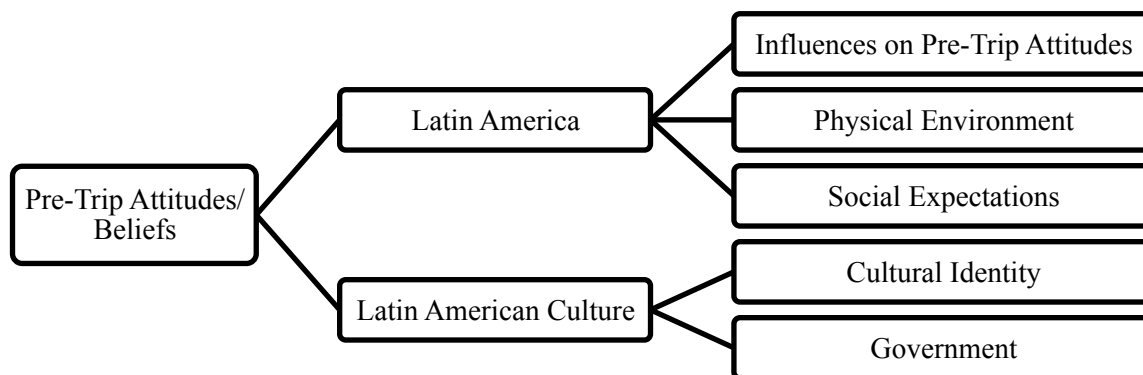 Pre-Trip Attitudes/
Beliefs
Latin America
Latin American Culture
Influences on Pre-Trip Attitudes
Physical Environment
Social Expectations
Cultural Identity
Government